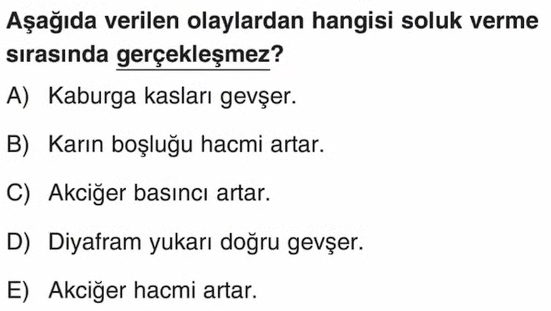 Aşağıda verilen olaylardan hangisi soluk verme
sırasında gerçekleşmez?
A) Kaburga kasları gevşer.
B) Karın boşluğu hacmi artar.
C) Akciğer basıncı artar.
D) Diyafram yukarı doğru gevşer.
E) Akciğer hacmi artar.